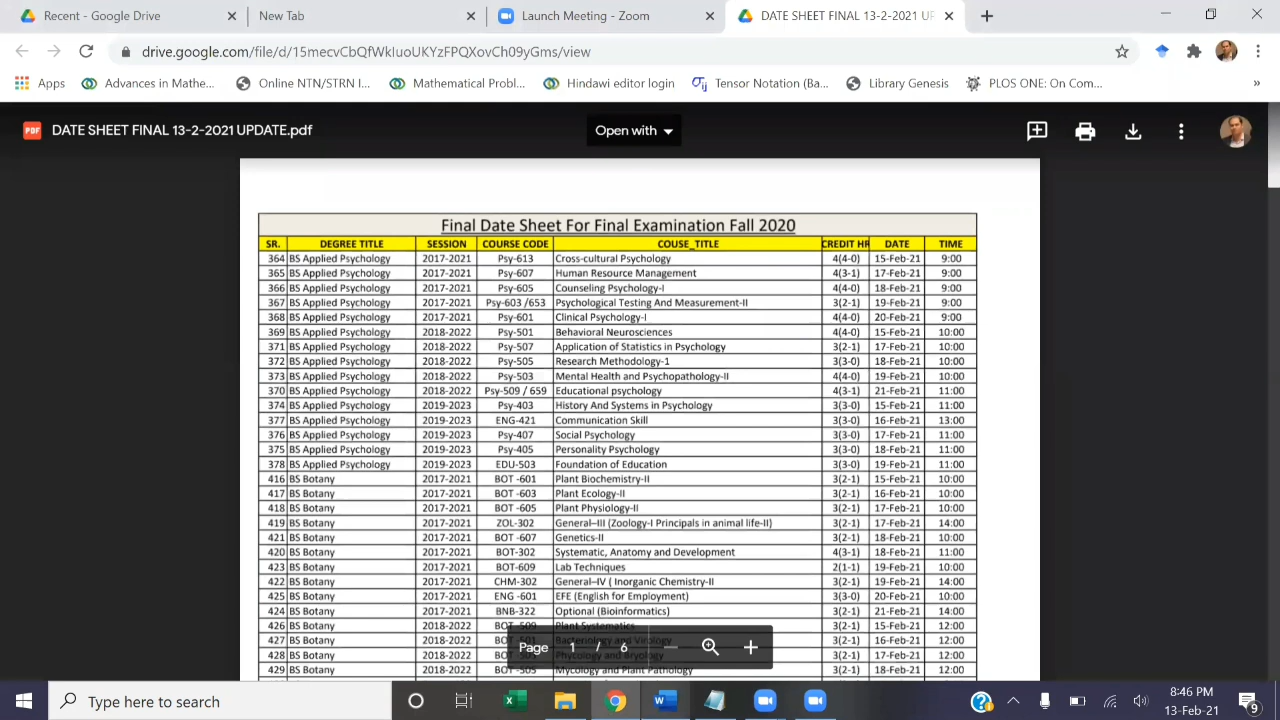 Recent - Google Drive
New Tab
Launch Meeting - Zoom
DATE SHEET FINAL 13-2-2021 UP
drive.google.com/file/d/15mecvCbQfWkIuoUKYzFPQXovCh09yGms/view
Apps Advances in Mathe... Online NTN/STRN I... Mathematical Probl... Hindawi editor login Tensor Notation (Ba... Library Genesis PLOS ONE: On Com... »
PDF DATE SHEET FINAL 13-2-2021 UPDATE.pdf Open with
Final Date Sheet For Final Examination Fall 2020
SR. DEGREE TITLE SESSION COURSE CODE COUSE_TITLE CREDIT HR DATE TIME
364 BS Applied Psychology 2017-2021 Psy-613 Cross-cultural Psychology 4(4-0) 15-Feb-21 9:00
365 BS Applied Psychology 2017-2021 Psy-607 Human Resource Management 4(3-1) 17-Feb-21 9:00
366 BS Applied Psychology 2017-2021 Psy-605 Counseling Psychology-I 4(4-0) 18-Feb-21 9:00
367 BS Applied Psychology 2017-2021 Psy-603 /653 Psychological Testing And Measurement-II 3(2-1) 19-Feb-21 9:00
368 BS Applied Psychology 2017-2021 Psy-601 Clinical Psychology-I 4(4-0) 20-Feb-21 9:00
369 BS Applied Psychology 2018-2022 Psy-501 Behavioral Neurosciences 4(4-0) 15-Feb-21 10:00
371 BS Applied Psychology 2018-2022 Psy-507 Application of Statistics in Psychology 3(2-1) 17-Feb-21 10:00
372 BS Applied Psychology 2018-2022 Psy-505 Research Methodology-1 3(3-0) 18-Feb-21 10:00
373 BS Applied Psychology 2018-2022 Psy-503 Mental Health and Psychopathology-II 4(4-0) 19-Feb-21 10:00
370 BS Applied Psychology 2018-2022 Psy-509 / 659 Educational psychology 4(3-1) 21-Feb-21 11:00
374 BS Applied Psychology 2019-2023 Psy-403 History And Systems in Psychology 3(3-0) 15-Feb-21 11:00
377 BS Applied Psychology 2019-2023 ENG-421 Communication Skill 3(3-0) 16-Feb-21 13:00
376 BS Applied Psychology 2019-2023 Psy-407 Social Psychology 3(3-0) 17-Feb-21 11:00
375 BS Applied Psychology 2019-2023 Psy-405 Personality Psychology 3(3-0) 18-Feb-21 11:00
378 BS Applied Psychology 2019-2023 EDU-503 Foundation of Education 3(3-0) 19-Feb-21 11:00
416 BS Botany 2017-2021 BOT -601 Plant Biochemistry-II 3(2-1) 15-Feb-21 10:00
417 BS Botany 2017-2021 BOT -603 Plant Ecology-II 3(2-1) 16-Feb-21 10:00
418 BS Botany 2017-2021 BOT -605 Plant Physiology-II 3(2-1) 17-Feb-21 10:00
419 BS Botany 2017-2021 ZOL-302 General–III (Zoology-I Principals in animal life-II) 3(2-1) 17-Feb-21 14:00
421 BS Botany 2017-2021 BOT -607 Genetics-II 3(2-1) 18-Feb-21 10:00
420 BS Botany 2017-2021 BOT-302 Systematic, Anatomy and Development 4(3-1) 18-Feb-21 11:00
423 BS Botany 2017-2021 BOT-609 Lab Techniques 2(1-1) 19-Feb-21 10:00
422 BS Botany 2017-2021 CHM-302 General–IV ( Inorganic Chemistry-II 3(2-1) 19-Feb-21 14:00
425 BS Botany 2017-2021 ENG -601 EFE (English for Employment) 3(3-0) 20-Feb-21 10:00
424 BS Botany 2017-2021 BNB-322 Optional (Bioinformatics) 3(2-1) 21-Feb-21 14:00
426 BS Botany 2018-2022 BOT -509 Plant Systematics 3(2-1) 15-Feb-21 12:00
427 BS Botany 2018-2022 BOT -501 Bacteriology and Virology 3(2-1) 16-Feb-21 12:00
428 BS Botany 2018-2022 BOT -503 Phycology and Bryology 3(2-1) 17-Feb-21 12:00
429 BS Botany 2018-2022 BOT -505 Mycology and Plant Pathology 3(2-1) 18-Feb-21 12:00
Page 1 / 6
Type here to search
8:46 PM
13-Feb-21
9